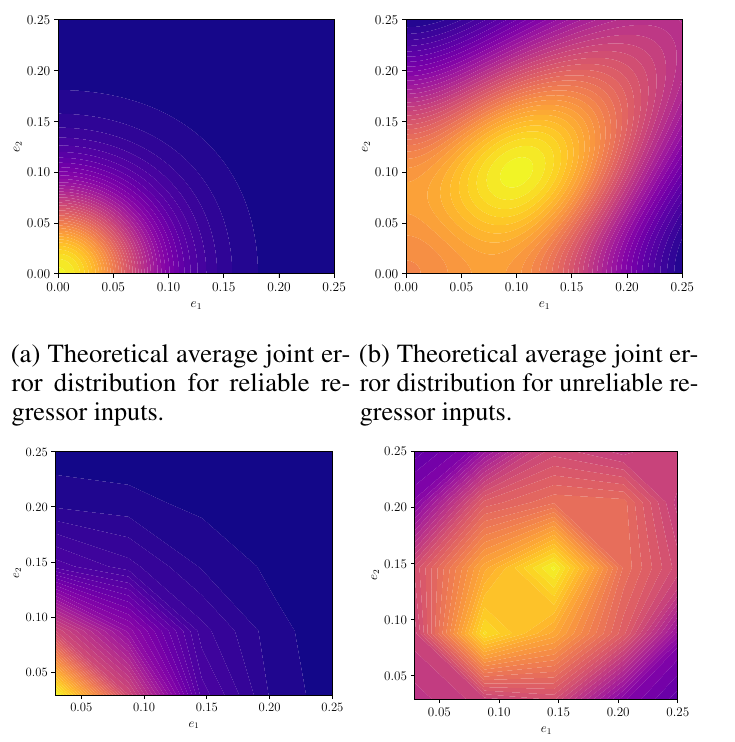 0.25 0.20 0.15 0.10 0.05 0.00
e₂
0.00 0.05 0.10 0.15 0.20 0.25
e₁
0.25 0.20 0.15 0.10 0.05 0.00
e₂
0.00 0.05 0.10 0.15 0.20 0.25
e₁
(a) Theoretical average joint er-
ror distribution for reliable re-
gressor inputs.
(b) Theoretical average joint er-
ror distribution for unreliable re-
gressor inputs.
0.25 0.20 0.15 0.10 0.05
e₂
0.05 0.10 0.15 0.20 0.25
e₁
0.25 0.20 0.15 0.10 0.05
e₂
0.05 0.10 0.15 0.20 0.25
e₁